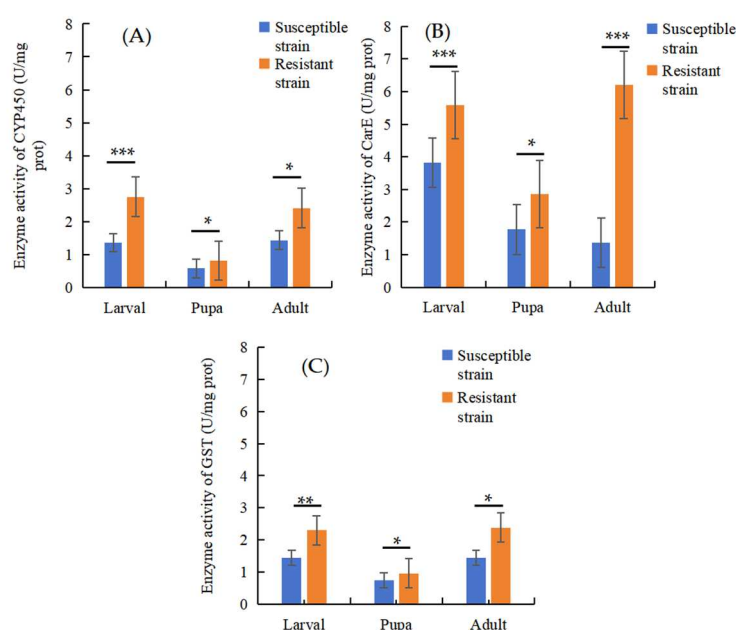 (A)
Susceptible
strain
Resistant
strain
Enzyme activity of CYP450 (U/mg
prot)
8
7
6
5
4
3
2
1
0
***
*
*
Larval Pupa Adult
(B)
Susceptible
strain
Resistant
strain
Enzyme activity of CarE (U/mg prot)
8
7
6
5
4
3
2
1
0
***
*
***
Larval Pupa Adult
(C)
Susceptible
strain
Resistant
strain
Enzyme activity of GST (U/mg prot)
8
7
6
5
4
3
2
1
0
**
*
*
Larval Pupa Adult